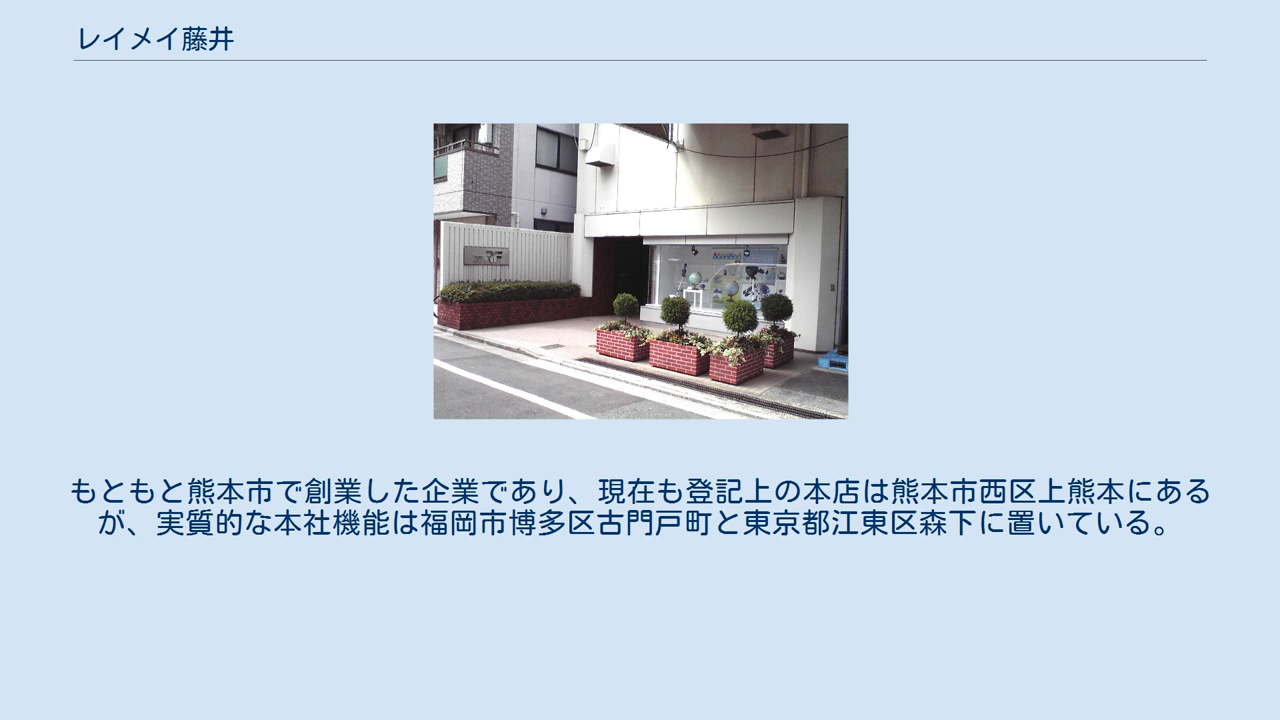 レイメイ藤井
もともと熊本市で創業した企業であり、現在も登記上の本店は熊本市西区上熊本にある
が、実質的な本社機能は福岡市博多区古門戸町と東京都江東区森下に置いている。